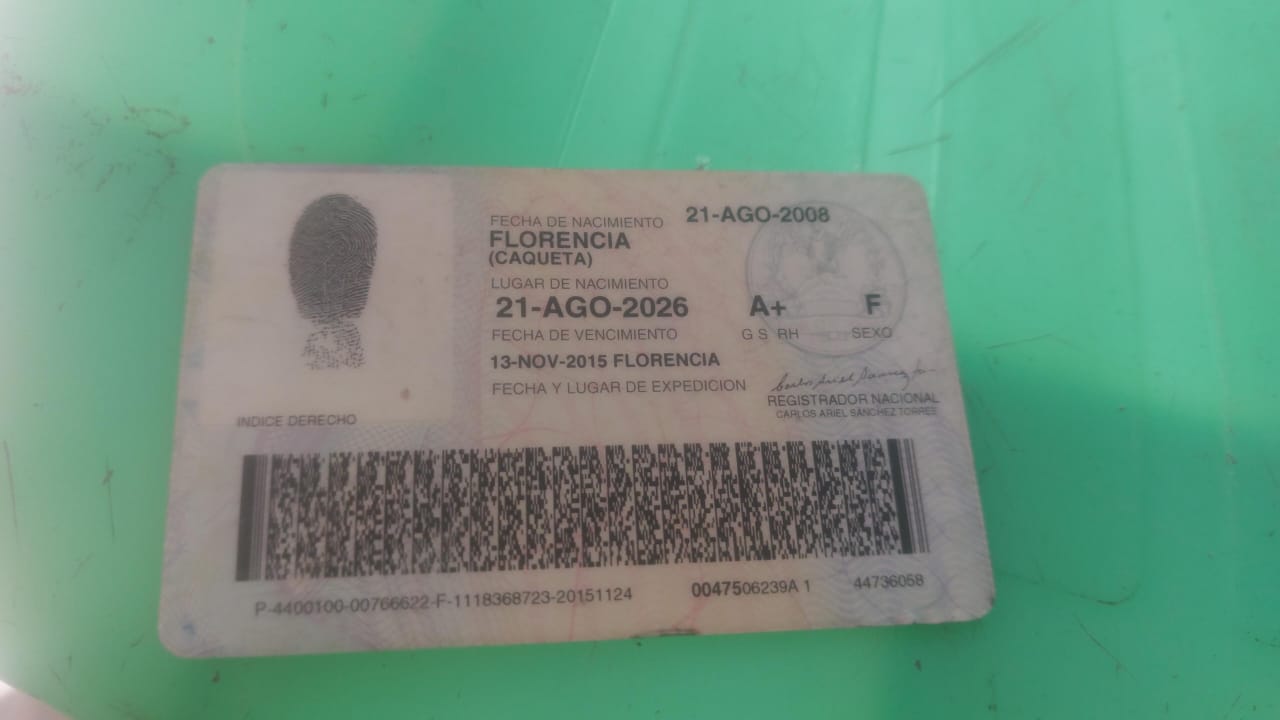 FECHA DE NACIMIENTO 21-AGO-2008
FLORENCIA
(CAQUETA)
LUGAR DE NACIMIENTO
21-AGO-2026 A+ F
FECHA DE VENCIMIENTO G S RH SEXO
13-NOV-2015 FLORENCIA
FECHA Y LUGAR DE EXPEDICION
REGISTRADOR NACIONAL
CARLOS ARIEL SÁNCHEZ TORRES
INDICE DERECHO
P-4400100-00766622-F-1118368723-20151124 0047506239A 1 44736058